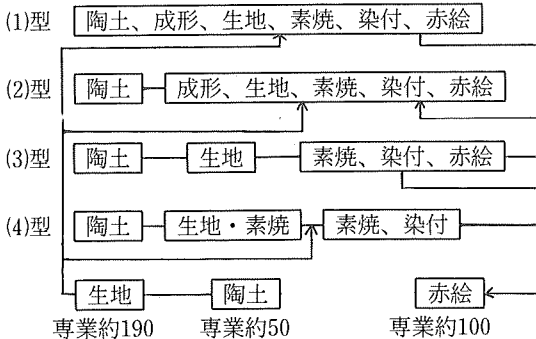 (1)型 陶土、成形、生地、素焼、染付、赤絵
(2)型 陶土 成形、生地、素焼、染付、赤絵
(3)型 陶土 生地 素焼、染付、赤絵
(4)型 陶土 生地・素焼 素焼、染付
生地 陶土 赤絵
専業約190 専業約50 専業約100